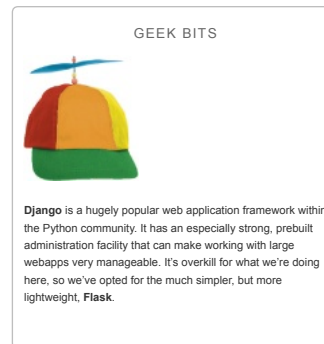 GEEK BITS
Django is a hugely popular web application framework within
the Python community. It has an especially strong, prebuilt
administration facility that can make working with large
webapps very manageable. It’s overkill for what we’re doing
here, so we’ve opted for the much simpler, but more
lightweight, Flask.